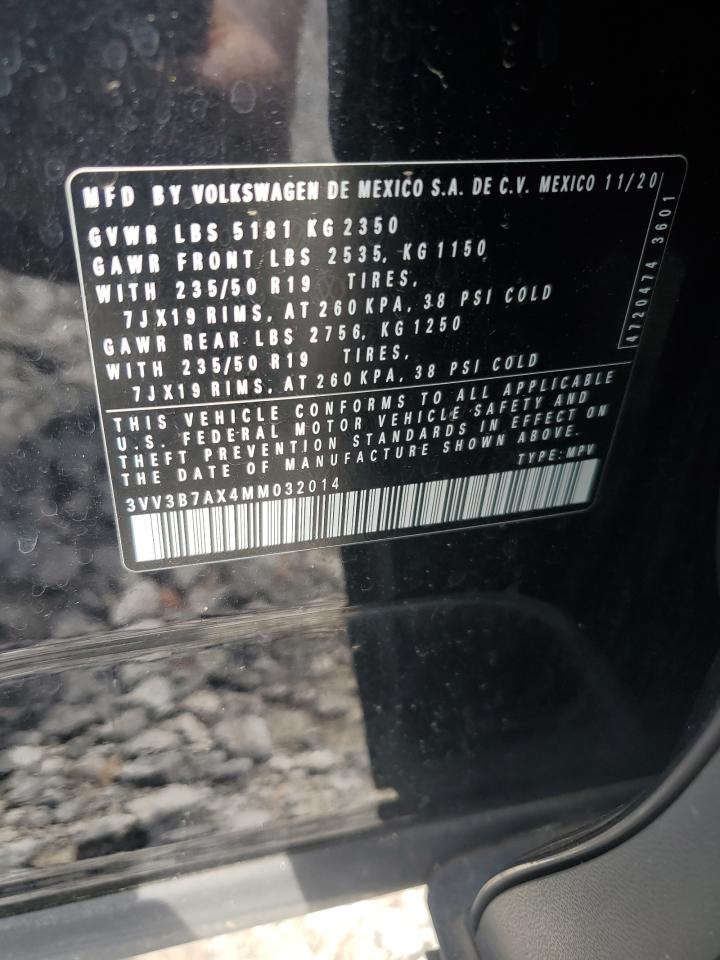 MFD BY VOLKSWAGEN DE MEXICO S.A. DE C.V. MEXICO 11/20
GVWR LBS 5181 KG 2350
GAWR FRONT LBS 2535, KG 1150
WITH 235/50 R19 TIRES,
7JX19 RIMS, AT 260 KPA, 38 PSI COLD
GAWR REAR LBS 2756, KG 1250
WITH 235/50 R19 TIRES,
7JX19 RIMS, AT 260 KPA, 38 PSI COLD
THIS VEHICLE CONFORMS TO ALL APPLICABLE
U.S. FEDERAL MOTOR VEHICLE SAFETY AND
THEFT PREVENTION STANDARDS IN EFFECT ON
THE DATE OF MANUFACTURE SHOWN ABOVE.
TYPE: MPV
3VV3B7AX4MM032014
4720474 3601